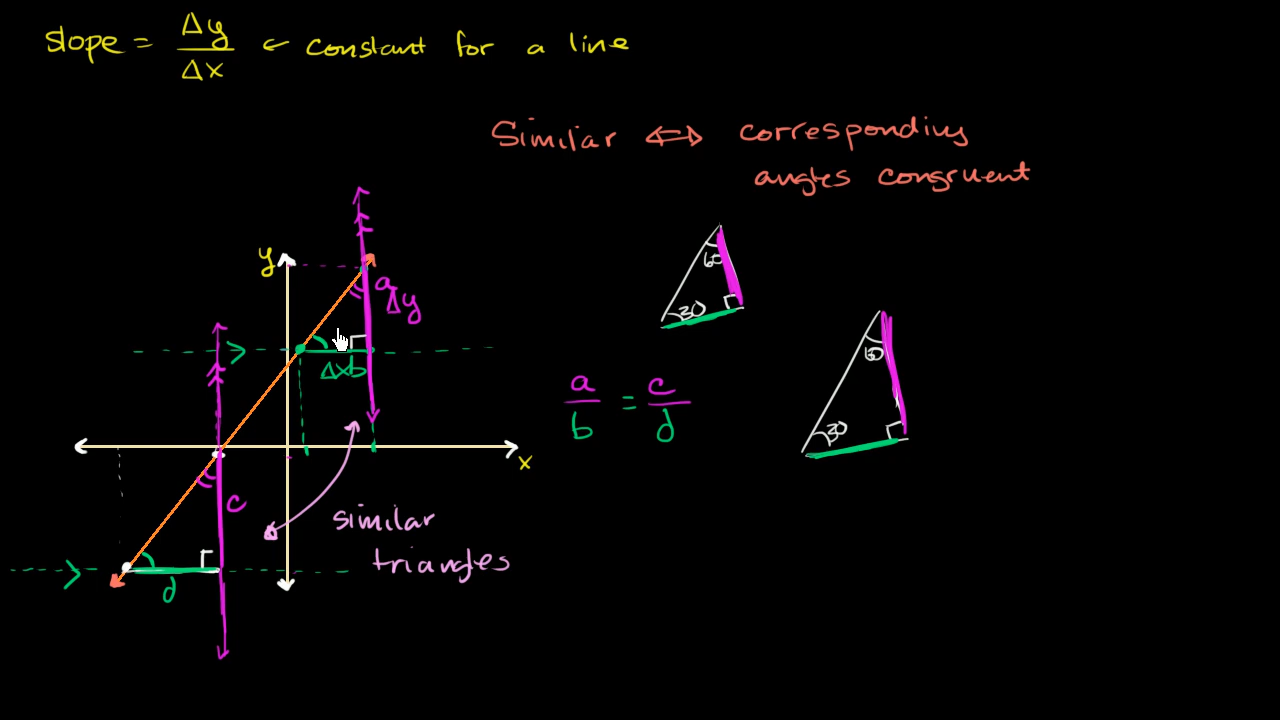 slope = Δy/Δx ← constant for a line
Similar ⟺ corresponding
angles congruent
60
30
60
30
y
a
Δy
Δx b
x
c
d
a/b = c/d
similar
triangles